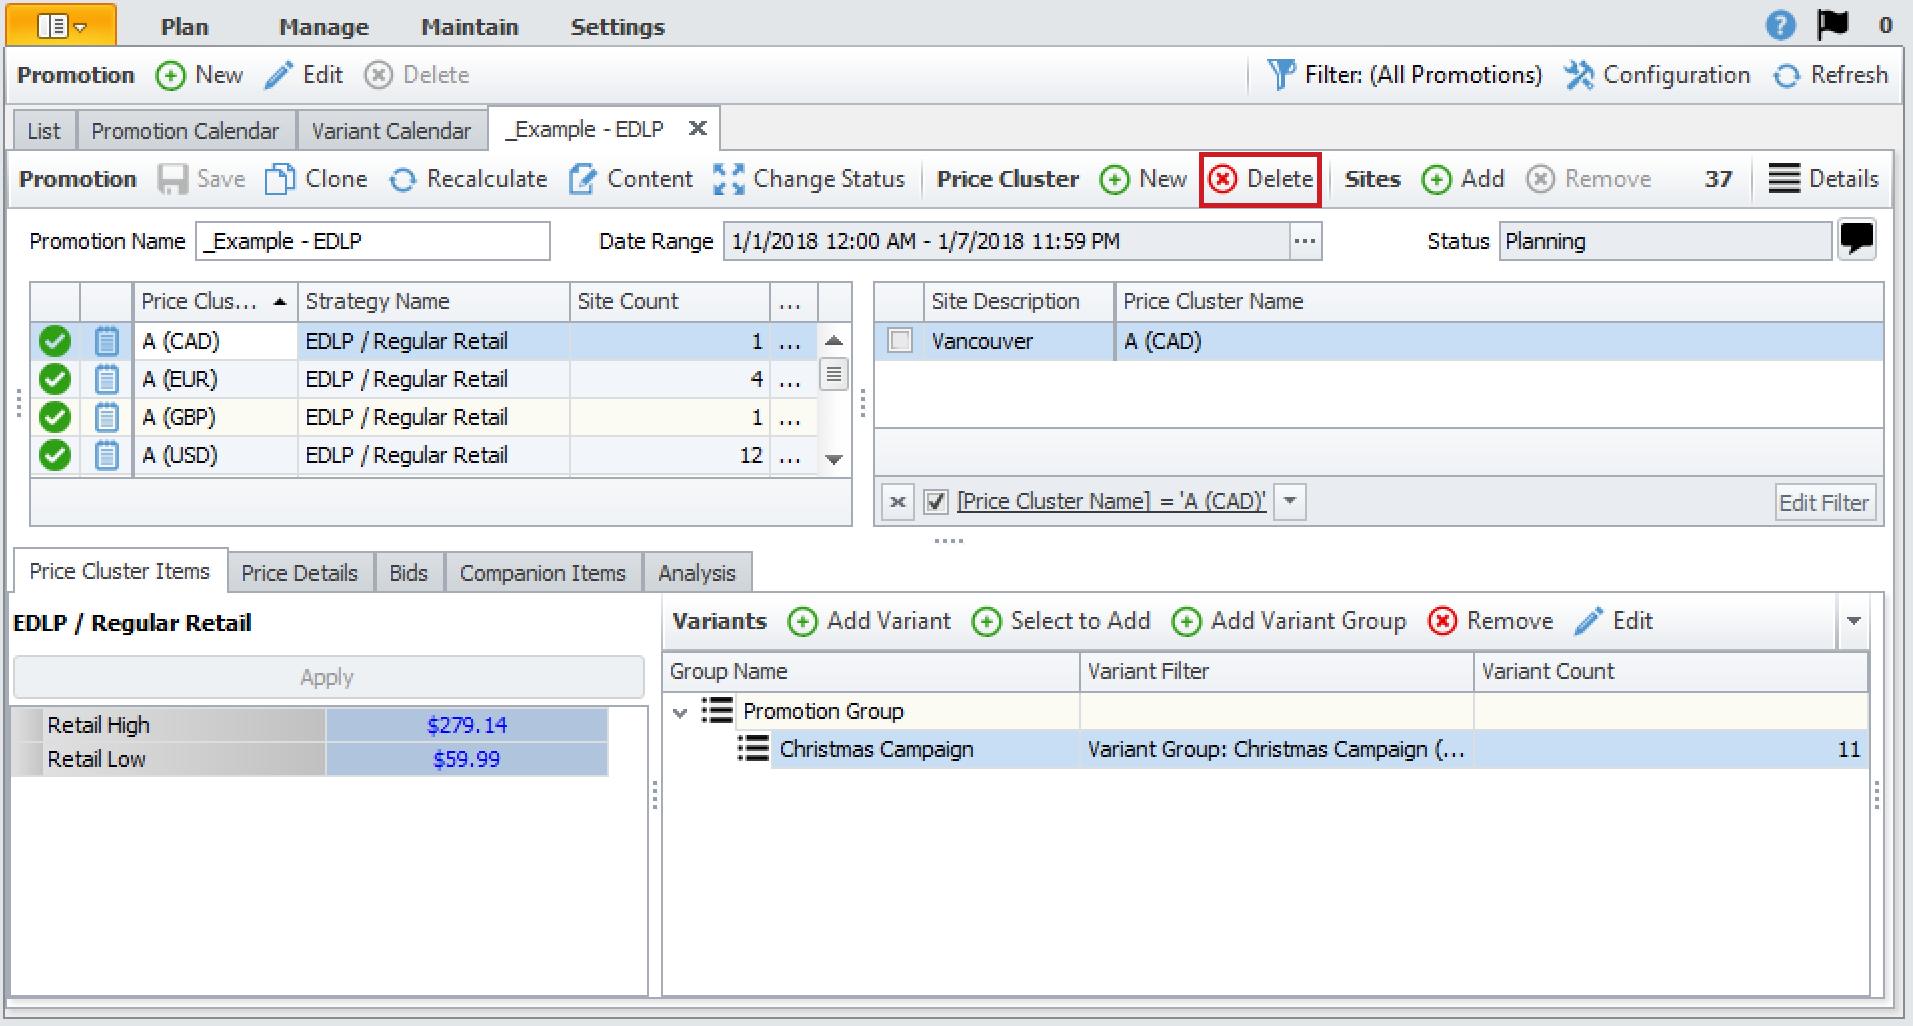 Plan Manage Maintain Settings ? 0
Promotion New Edit Delete Filter: (All Promotions) Configuration Refresh
List Promotion Calendar Variant Calendar _Example - EDLP X
Promotion Save Clone Recalculate Content Change Status Price Cluster New Delete Sites Add Remove 37 Details
Promotion Name _Example - EDLP Date Range 1/1/2018 12:00 AM - 1/7/2018 11:59 PM ... Status Planning
Price Clus... Strategy Name Site Count ... Site Description Price Cluster Name
A (CAD) EDLP / Regular Retail 1 ... Vancouver A (CAD)
A (EUR) EDLP / Regular Retail 4 ...
A (GBP) EDLP / Regular Retail 1 ...
A (USD) EDLP / Regular Retail 12 ...
x [Price Cluster Name] = 'A (CAD)' Edit Filter
Price Cluster Items Price Details Bids Companion Items Analysis
EDLP / Regular Retail Variants Add Variant Select to Add Add Variant Group Remove Edit
Apply Group Name Variant Filter Variant Count
Retail High $279.14 Promotion Group
Retail Low $59.99 Christmas Campaign Variant Group: Christmas Campaign (... 11